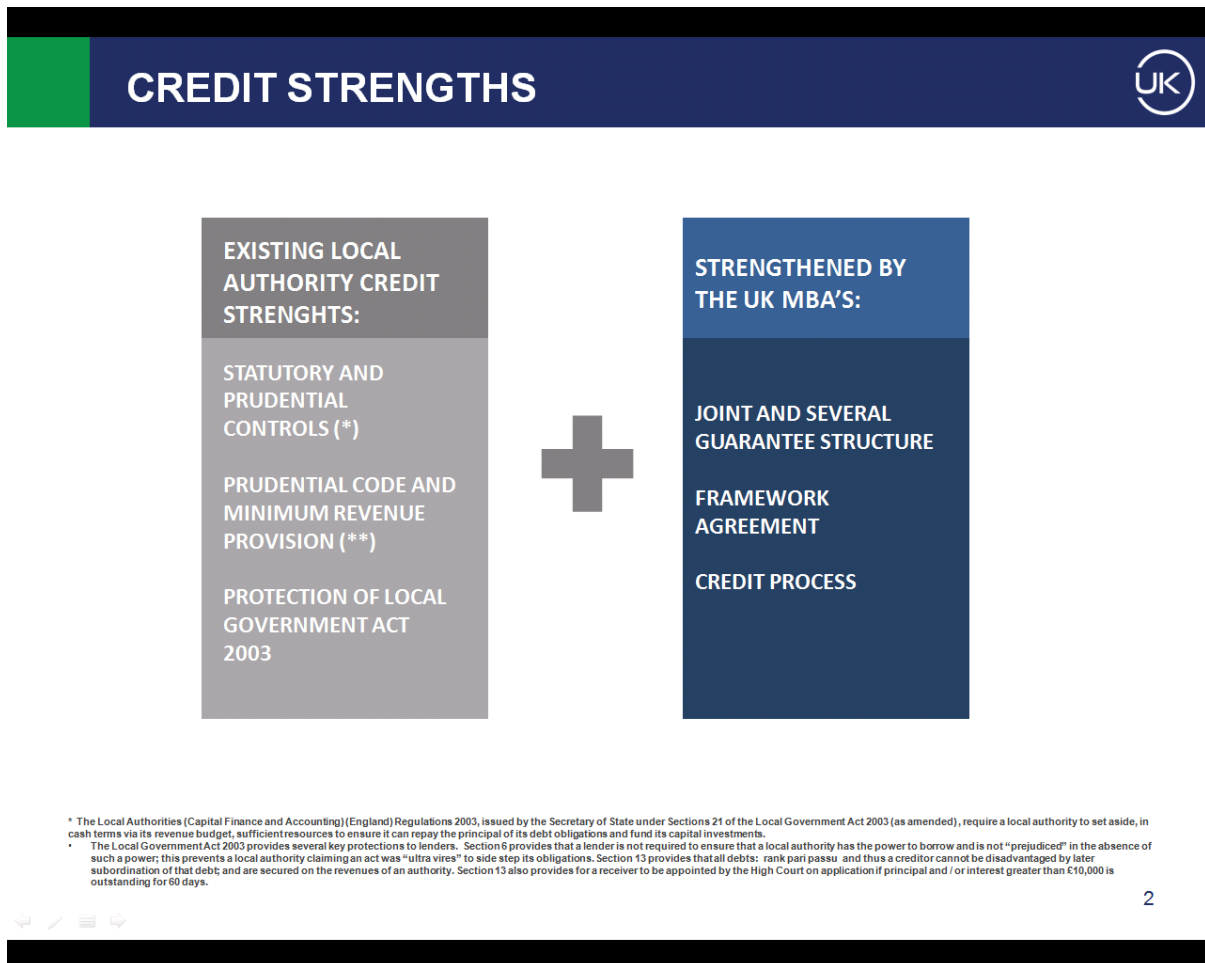 CREDIT STRENGTHS
UK
EXISTING LOCAL
AUTHORITY CREDIT
STRENGHTS:
STATUTORY AND
PRUDENTIAL
CONTROLS (*)
PRUDENTIAL CODE AND
MINIMUM REVENUE
PROVISION (**)
PROTECTION OF LOCAL
GOVERNMENT ACT
2003
STRENGTHENED BY
THE UK MBA’S:
JOINT AND SEVERAL
GUARANTEE STRUCTURE
FRAMEWORK
AGREEMENT
CREDIT PROCESS
* The Local Authorities (Capital Finance and Accounting) (England) Regulations 2003, issued by the Secretary of State under Sections 21 of the Local Government Act 2003 (as amended) , require a local authority to set aside, in
cash terms via its revenue budget, sufficient resources to ensure it can repay the principal of its debt obligations and fund its capital investments.
• The Local Government Act 2003 provides several key protections to lenders. Section 6 provides that a lender is not required to ensure that a local authority has the power to borrow and is not “prejudiced” in the absence of
such a power; this prevents a local authority claiming an act was “ultra vires” to side step its obligations. Section 13 provides that all debts: rank pari passu and thus a creditor cannot be disadvantaged by later
subordination of that debt; and are secured on the revenues of an authority. Section 13 also provides for a receiver to be appointed by the High Court on application if principal and / or interest greater than £10,000 is
outstanding for 60 days.
2